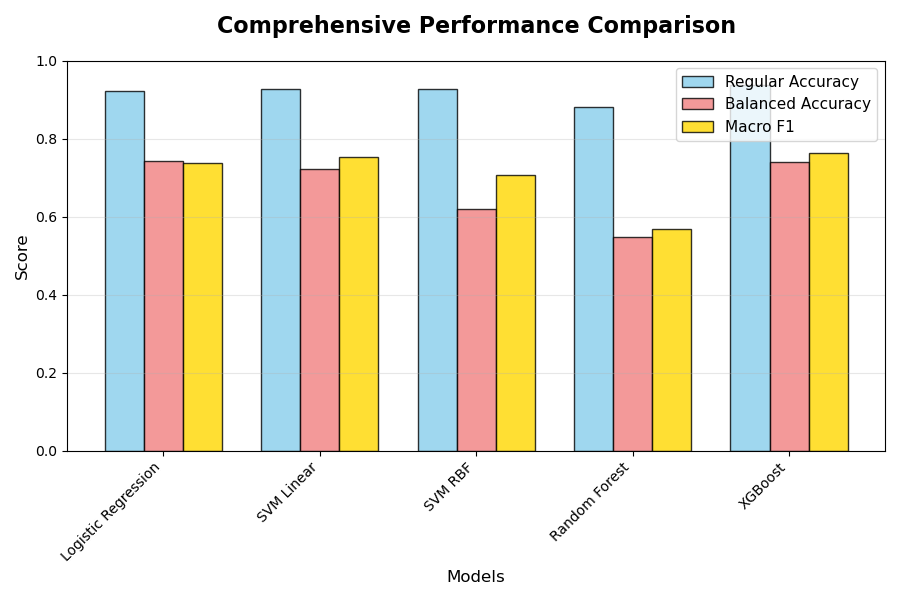 Comprehensive Performance Comparison
1.0
0.8
0.6
0.4
0.2
0.0
Score
Regular Accuracy
Balanced Accuracy
Macro F1
Logistic Regression
SVM Linear
SVM RBF
Random Forest
XGBoost
Models